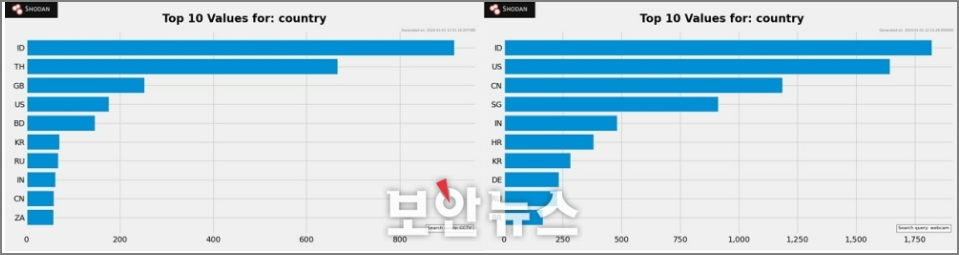 SHODAN
Top 10 Values for: country
ID
TH
GB
US
BD
KR
RU
IN
CN
ZA
0 200 400 600 800
SHODAN
Top 10 Values for: country
ID
US
CN
SG
IN
HR
KR
DE
0 250 500 750 1,000 1,250 1,500 1,750
Search query: webcam
보안뉴스